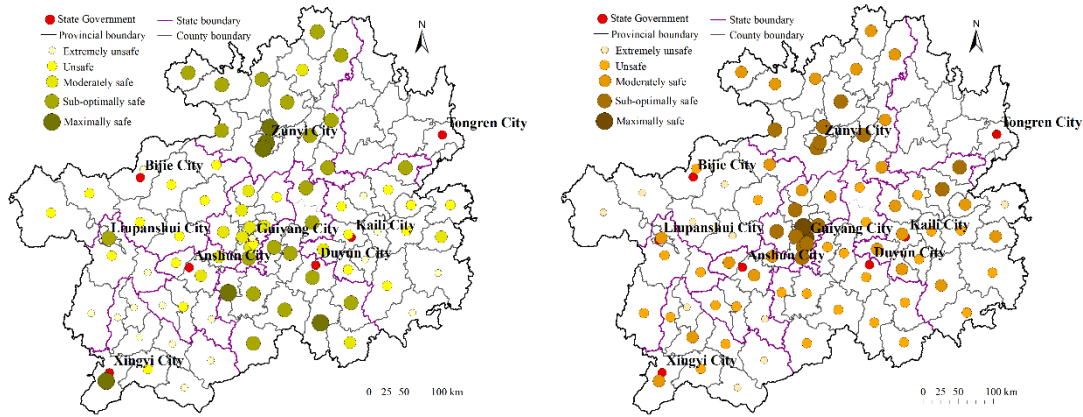 State Government
State boundary
Provincial boundary
County boundary
Extremely unsafe
Unsafe
Moderately safe
Sub-optimally safe
Maximally safe
N
Zunyi City
Tongren City
Bijie City
Liupanshui City
Guiyang City
Kaili City
Anshun City
Duyun City
Xingyi City
0 25 50 100 km
State Government
State boundary
Provincial boundary
County boundary
Extremely unsafe
Unsafe
Moderately safe
Sub-optimally safe
Maximally safe
N
Zunyi City
Tongren City
Bijie City
Liupanshui City
Guiyang City
Kaili City
Anshun City
Duyun City
Xingyi City
0 25 50 100 km